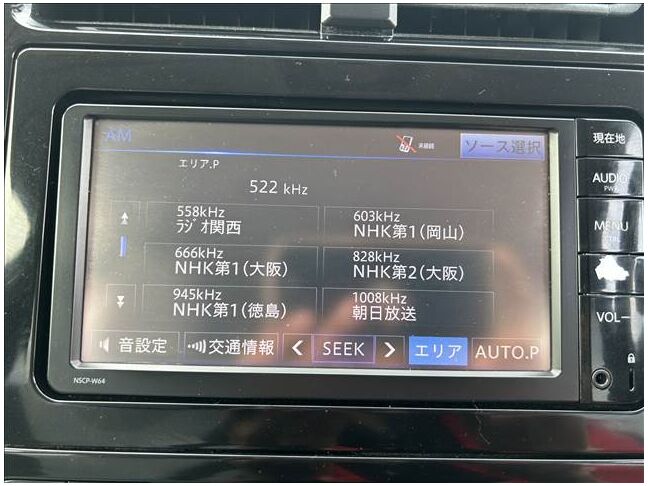 AM
未接続
ソース選択
エリア.P
522 kHz
558kHz
ラジオ関西
603kHz
NHK第1(岡山)
666kHz
NHK第1(大阪)
828kHz
NHK第2(大阪)
945kHz
NHK第1(徳島)
1008kHz
朝日放送
音設定
交通情報
SEEK
エリア
AUTO.P
NSCP-W64
現在地
AUDIO
MENU
VOL